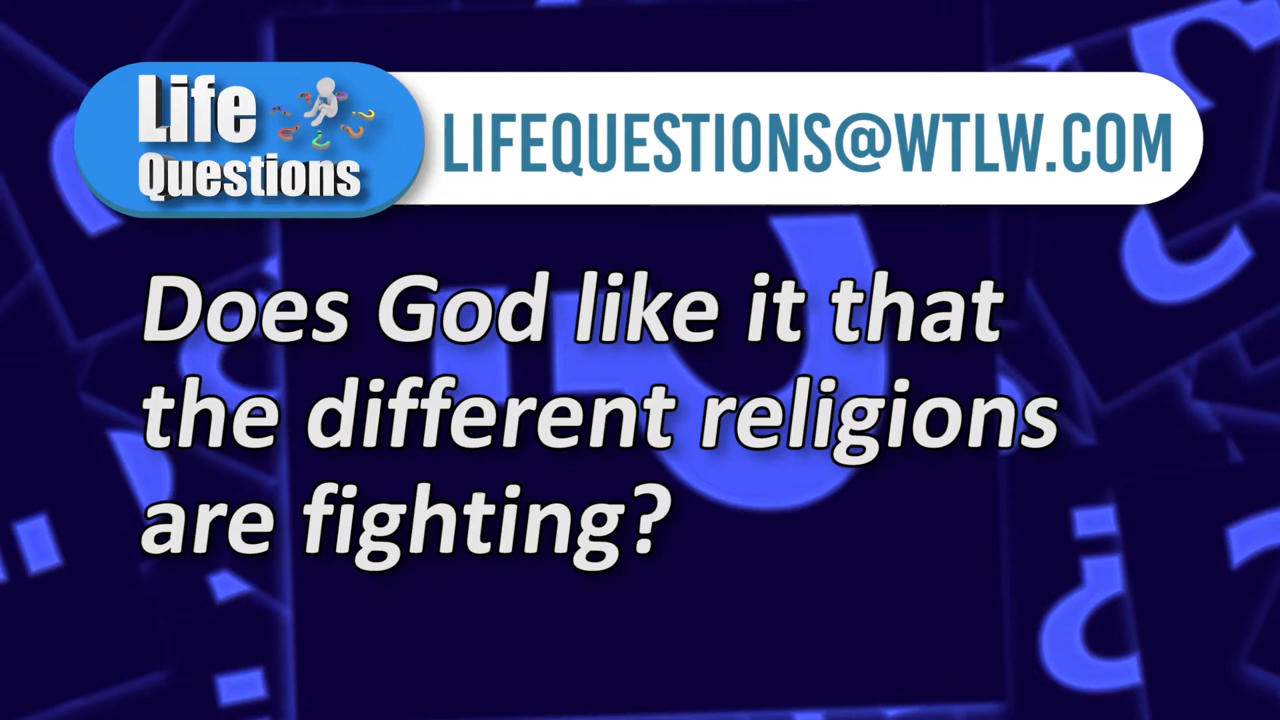 Life
Questions
LIFEQUESTIONS@WTLW.COM
Does God like it that
the different religions
are fighting?